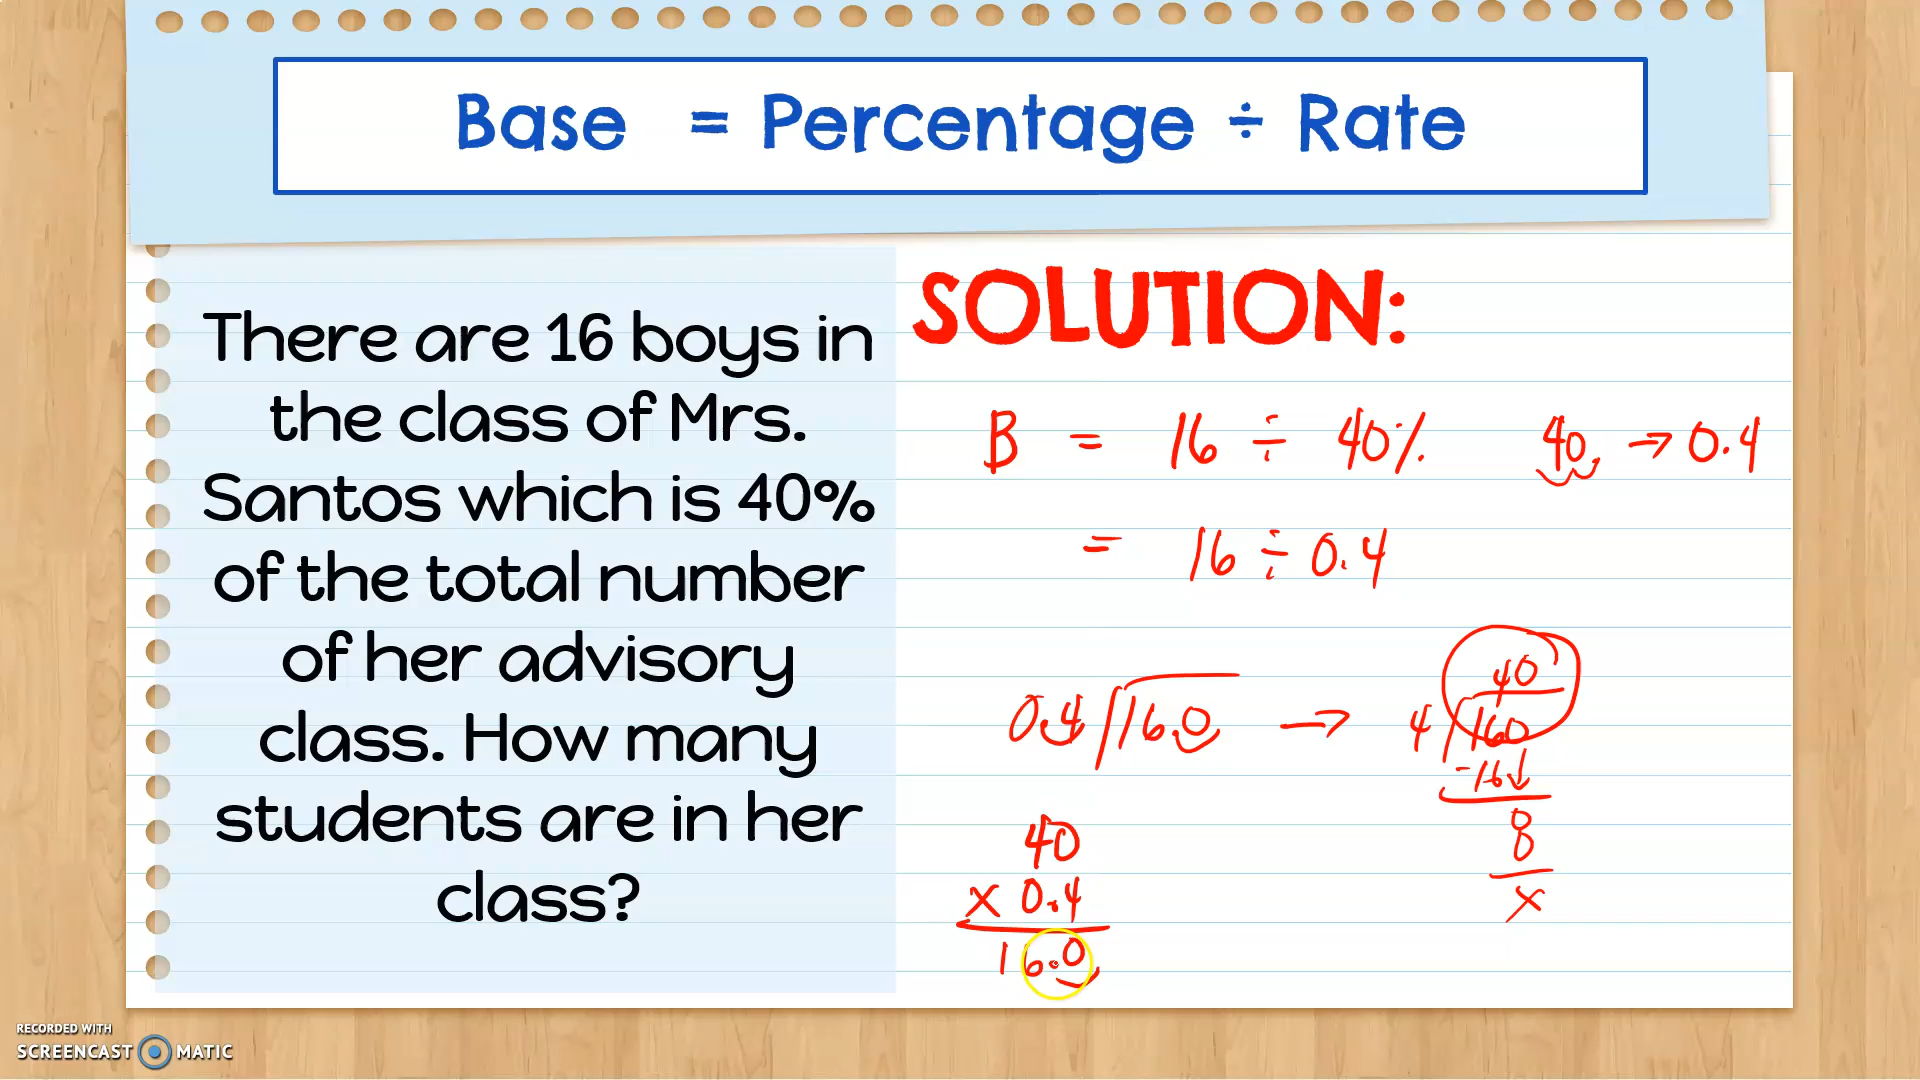 Base = Percentage ÷ Rate
There are 16 boys in
the class of Mrs.
Santos which is 40%
of the total number
of her advisory
class. How many
students are in her
class?
SOLUTION:
B = 16 ÷ 40% 40. → 0.4
= 16 ÷ 0.4
40
0.4 160 → 4 160
-16
8
x
40
x 0.4
16.0
RECORDED WITH
SCREENCAST MATIC